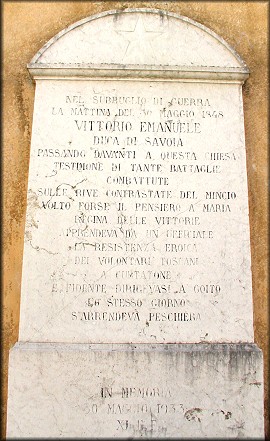 NEL SUBBUGLIO DI GUERRA
LA MATTINA DEL 30 MAGGIO 1848
VITTORIO EMANUELE
DUCA DI SAVOIA
PASSANDO DAVANTI A QUESTA CHIESA
TESTIMONE DI TANTE BATTAGLIE
COMBATTUTE
SULLE RIVE CONTRASTATE DEL MINCIO
VOLTO FORSE IL PENSIERO A MARIA
REGINA DELLE VITTORIE
APPRENDEVA DA UN UFFICIALE
LA RESISTENZA EROICA
DEI VOLONTARI TOSCANI
A CURTATONE
E FIDENTE DIRIGEVASI A GOITO
LO STESSO GIORNO
S'ARRENDEVA PESCHIERA
IN MEMORIA
30 MAGGIO 1933